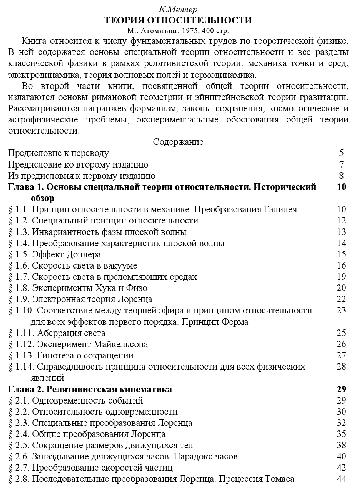 К.Мёллер
ТЕОРИЯ ОТНОСИТЕЛЬНОСТИ
М.: Атомиздат, 1975, 400 стр.
Книга относится к числу фундаментальных трудов по теоретической физике.
В ней содержатся основы специальной теории относительности и все разделы
классической физики в рамках релятивистской теории: механика точки и сред,
электродинамика, теория волновых полей и термодинамика.
Во второй части книги, посвященной общей теории относительности,
излагаются основы римановой геометрии и эйнштейновской теории гравитации.
Рассматриваются лагранжев формализм, законы сохранения, космологические и
астрофизические проблемы, экспериментальные обоснования общей теории
относительности.
Содержание
Предисловие к переводу 5
Предисловие ко второму изданию 7
Из предисловия к первому изданию 8
Глава 1. Основы специальной теории относительности. Исторический 10
обзор
§ 1.1. Принцип относительности в механике. Преобразования Галилея 10
§ 1.2. Специальный принцип относительности 12
§ 1.3. Инвариантность фазы плоской волны 13
§ 1.4. Преобразование характеристик плоской волны 14
§ 1.5. Эффект Доплера 15
§ 1.6. Скорость света в вакууме 16
§ 1.7. Скорость света в преломляющих средах 19
§ 1.8. Эксперименты Хука и Физо 20
§ 1.9. Электронная теория Лоренца 22
§ 1.10. Соответствие между теорией эфира и принципом относительности 23
для всех эффектов первого порядка. Принцип Ферма
§ 1.11. Аберрация света 25
§ 1.12. Эксперимент Майкельсона 26
§ 1.13. Гипотеза о сокращении 27
§ 1.14. Справедливость принципа относительности для всех физических 28
явлений
Глава 2. Релятивистская кинематика 29
§ 2.1. Одновременность событий 29
§ 2.2. Относительность одновременности 30
§ 2.3. Специальные преобразования Лоренца 32
§ 2.4. Общие преобразования Лоренца 35
§ 2.5. Сокращение размеров движущихся тел 38
§ 2.6. Запаздывание движущихся часов. Парадокс часов 40
§ 2.7. Преобразование скоростей частиц 42
§ 2.8. Последовательные преобразования Лоренца. Прецессия Томаса 44